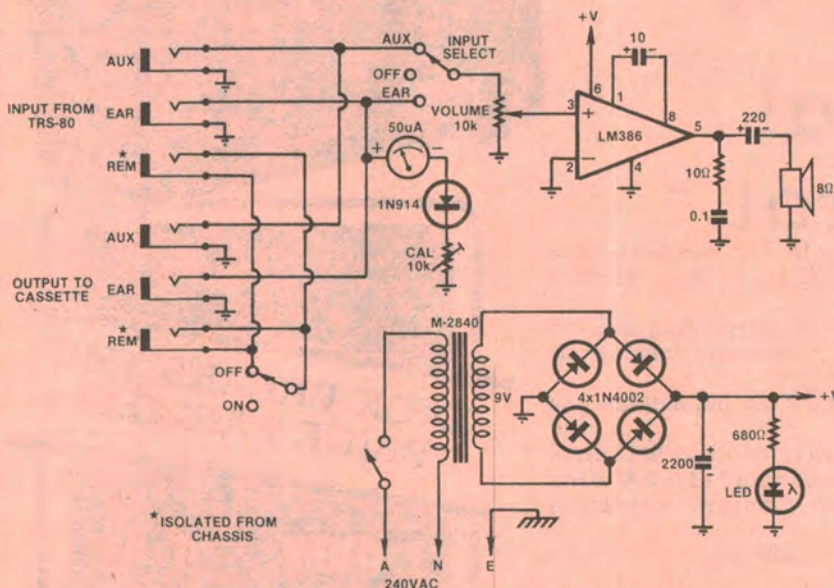 AUX
INPUT FROM
TRS-80
EAR
*
REM
AUX
OUTPUT TO
CASSETTE
EAR
*
REM
OFF
ON
*ISOLATED FROM
CHASSIS
AUX
INPUT
SELECT
OFF
EAR
VOLUME
10k
50uA
+ -
1N914
CAL
10k
+V
10
+ -
6
1
8
3
+
LM386
5
-
2
4
220
+ -
10Ω
0.1
8Ω
M-2840
9V
4x1N4002
+V
2200
+
-
680Ω
LED
λ
A
N
E
240VAC